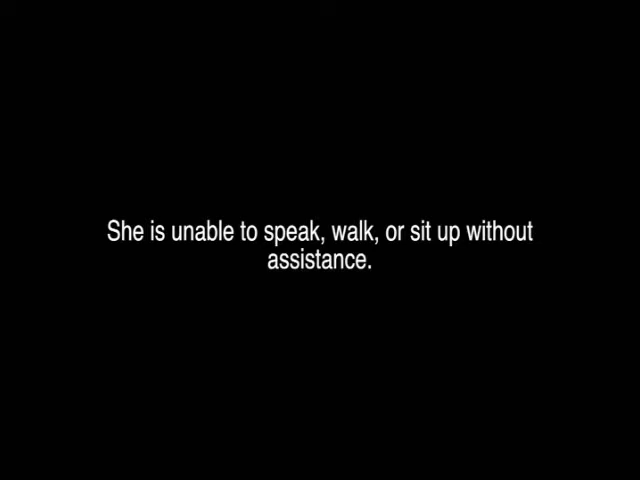 She is unable to speak, walk, or sit up without
assistance.